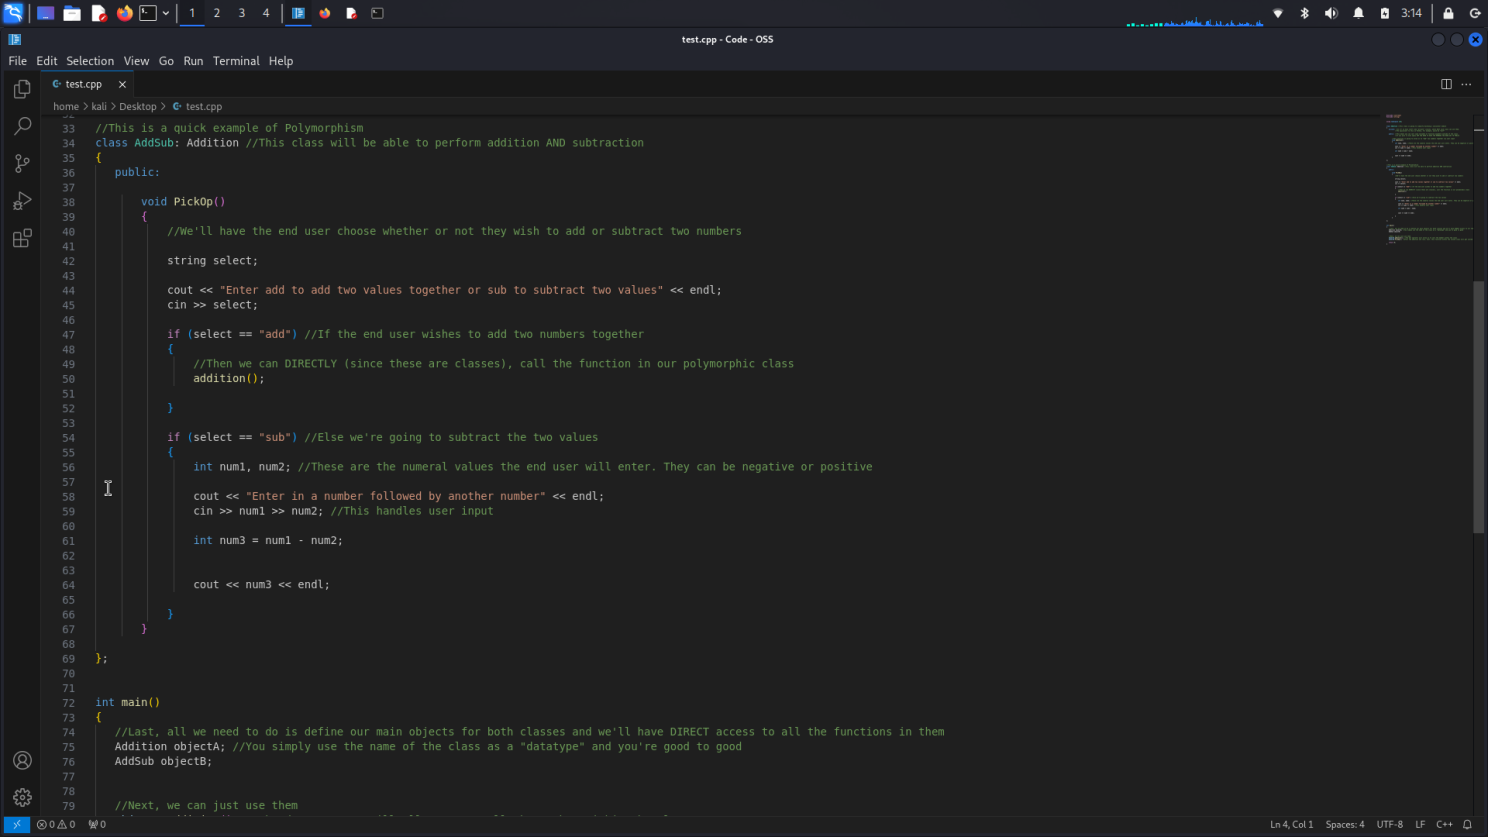 1 2 3 4
3:14
test.cpp - Code - OSS
File Edit Selection View Go Run Terminal Help
test.cpp
home > kali > Desktop > test.cpp
33 //This is a quick example of Polymorphism
34 class AddSub: Addition //This class will be able to perform addition AND subtraction
35 {
36 public:
37
38 void PickOp()
39 {
40 //We'll have the end user choose whether or not they wish to add or subtract two numbers
41
42 string select;
43
44 cout << "Enter add to add two values together or sub to subtract two values" << endl;
45 cin >> select;
46
47 if (select == "add") //If the end user wishes to add two numbers together
48 {
49 //Then we can DIRECTLY (since these are classes), call the function in our polymorphic class
50 addition();
51
52 }
53
54 if (select == "sub") //Else we're going to subtract the two values
55 {
56 int num1, num2; //These are the numeral values the end user will enter. They can be negative or positive
57
58 cout << "Enter in a number followed by another number" << endl;
59 cin >> num1 >> num2; //This handles user input
60
61 int num3 = num1 - num2;
62
63
64 cout << num3 << endl;
65
66 }
67 }
68
69 };
70
71
72 int main()
73 {
74 //Last, all we need to do is define our main objects for both classes and we'll have DIRECT access to all the functions in them
75 Addition objectA; //You simply use the name of the class as a "datatype" and you're good to good
76 AddSub objectB;
77
78
79 //Next, we can just use them
0 0 0 Ln 4, Col 1 Spaces: 4 UTF-8 LF C++